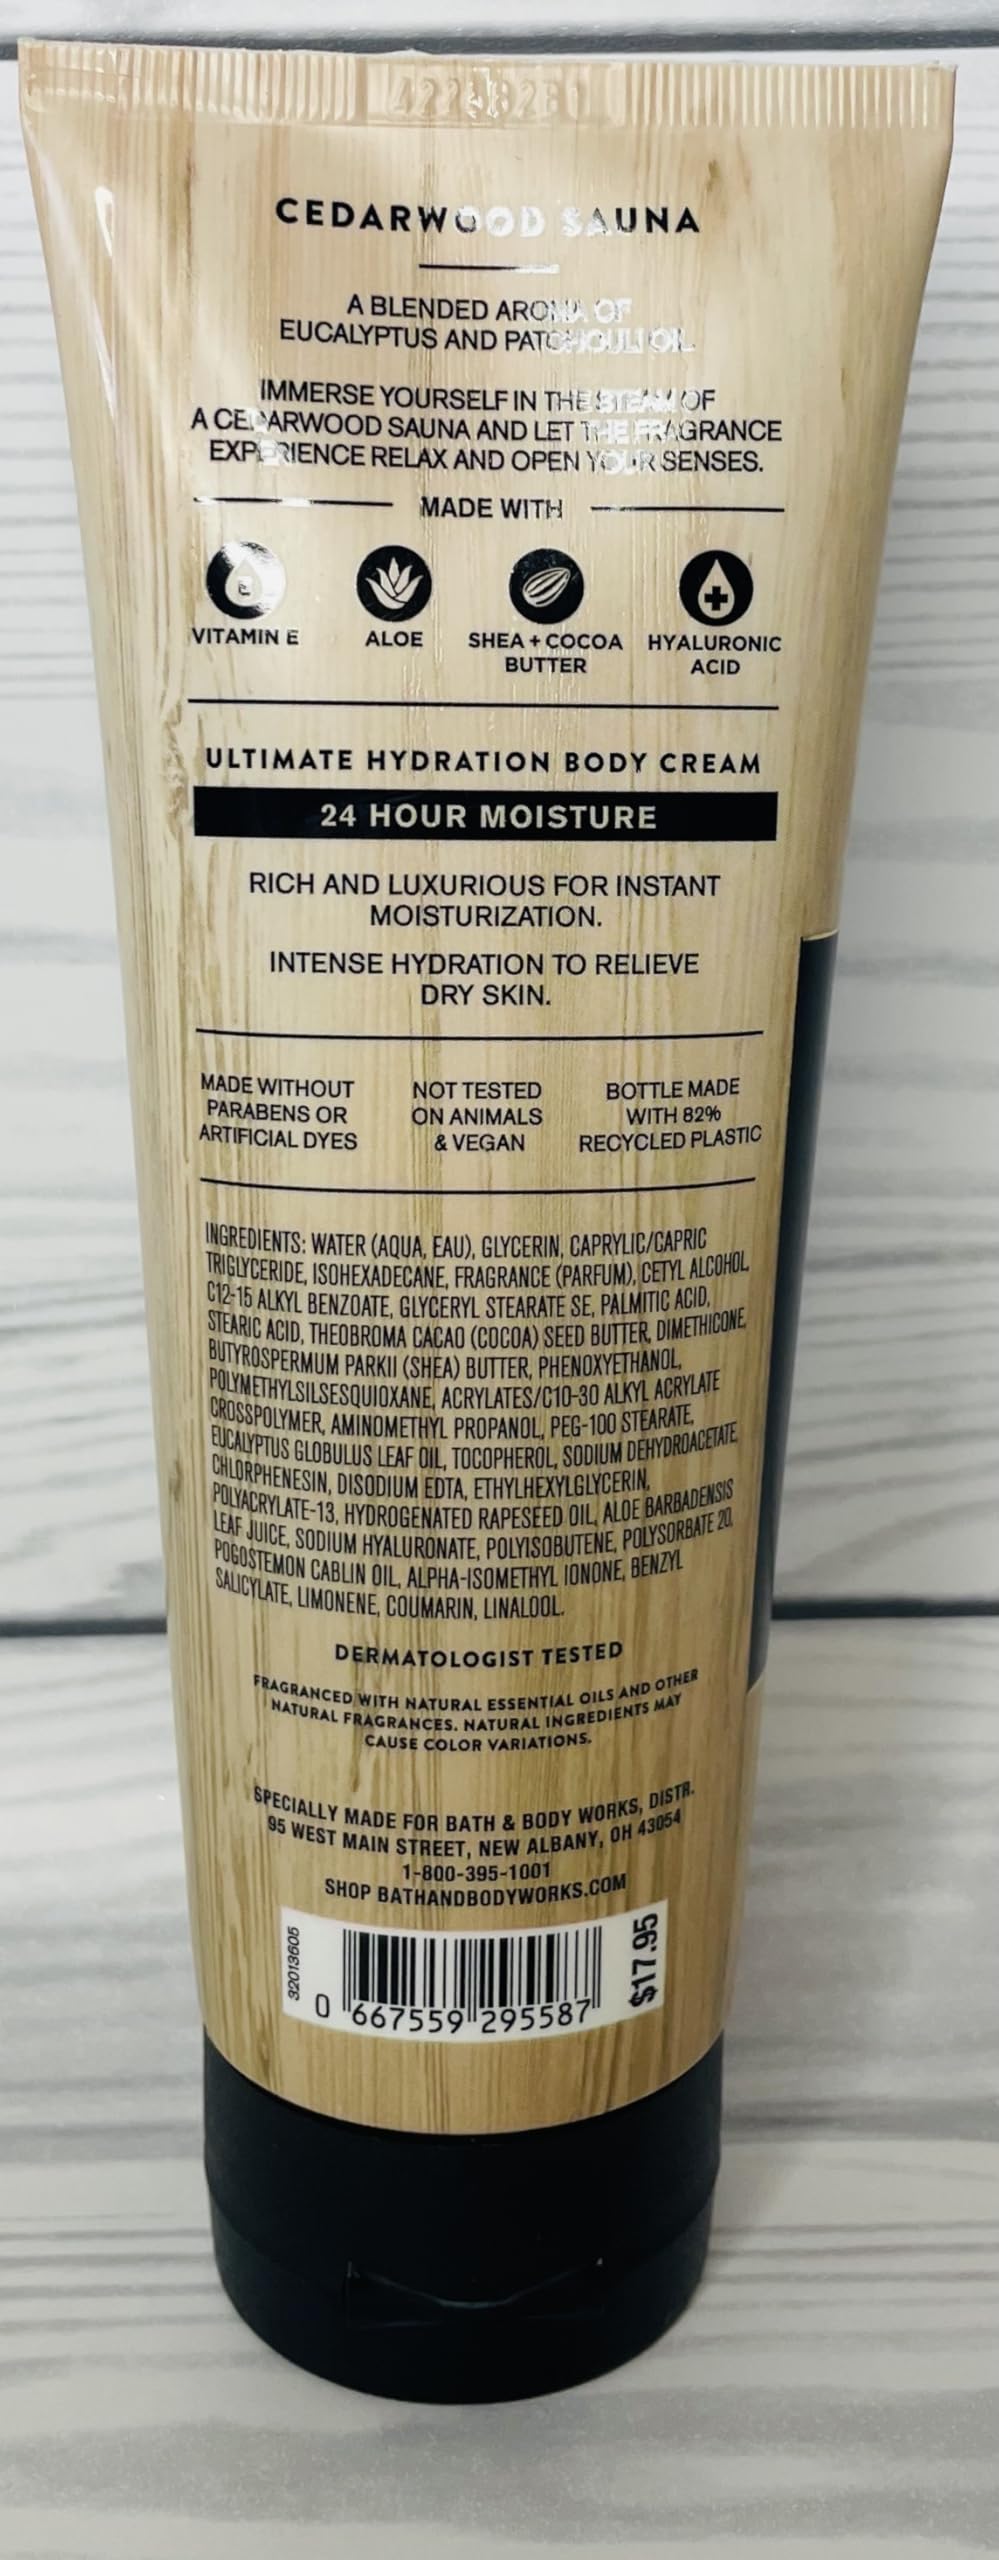 CEDARWOOD SAUNA
A BLENDED AROMA OF
EUCALYPTUS AND PATCHOULI OIL.
IMMERSE YOURSELF IN THE STEAM OF
A CEDARWOOD SAUNA AND LET THE FRAGRANCE
EXPERIENCE RELAX AND OPEN YOUR SENSES.
MADE WITH
E
VITAMIN E
ALOE
SHEA + COCOA
BUTTER
HYALURONIC
ACID
ULTIMATE HYDRATION BODY CREAM
24 HOUR MOISTURE
RICH AND LUXURIOUS FOR INSTANT
MOISTURIZATION.
INTENSE HYDRATION TO RELIEVE
DRY SKIN.
MADE WITHOUT
PARABENS OR
ARTIFICIAL DYES
NOT TESTED
ON ANIMALS
& VEGAN
BOTTLE MADE
WITH 82%
RECYCLED PLASTIC
INGREDIENTS: WATER (AQUA, EAU), GLYCERIN, CAPRYLIC/CAPRIC
TRIGLYCERIDE, ISOHEXADECANE, FRAGRANCE (PARFUM), CETYL ALCOHOL,
C12-15 ALKYL BENZOATE, GLYCERYL STEARATE SE, PALMITIC ACID,
STEARIC ACID, THEOBROMA CACAO (COCOA) SEED BUTTER, DIMETHICONE,
BUTYROSPERMUM PARKII (SHEA) BUTTER, PHENOXYETHANOL,
POLYMETHYLSILSESQUIOXANE, ACRYLATES/C10-30 ALKYL ACRYLATE
CROSSPOLYMER, AMINOMETHYL PROPANOL, PEG-100 STEARATE,
EUCALYPTUS GLOBULUS LEAF OIL, TOCOPHEROL, SODIUM DEHYDROACETATE,
CHLORPHENESIN, DISODIUM EDTA, ETHYLHEXYLGLYCERIN,
POLYACRYLATE-13, HYDROGENATED RAPESEED OIL, ALOE BARBADENSIS
LEAF JUICE, SODIUM HYALURONATE, POLYISOBUTENE, POLYSORBATE 20,
POGOSTEMON CABLIN OIL, ALPHA-ISOMETHYL IONONE, BENZYL
SALICYLATE, LIMONENE, COUMARIN, LINALOOL.
DERMATOLOGIST TESTED
FRAGRANCED WITH NATURAL ESSENTIAL OILS AND OTHER
NATURAL FRAGRANCES. NATURAL INGREDIENTS MAY
CAUSE COLOR VARIATIONS.
SPECIALLY MADE FOR BATH & BODY WORKS, DISTR.
95 WEST MAIN STREET, NEW ALBANY, OH 43054
1-800-395-1001
SHOP BATHANDBODYWORKS.COM
32013605
0 667559 295587
$17.95